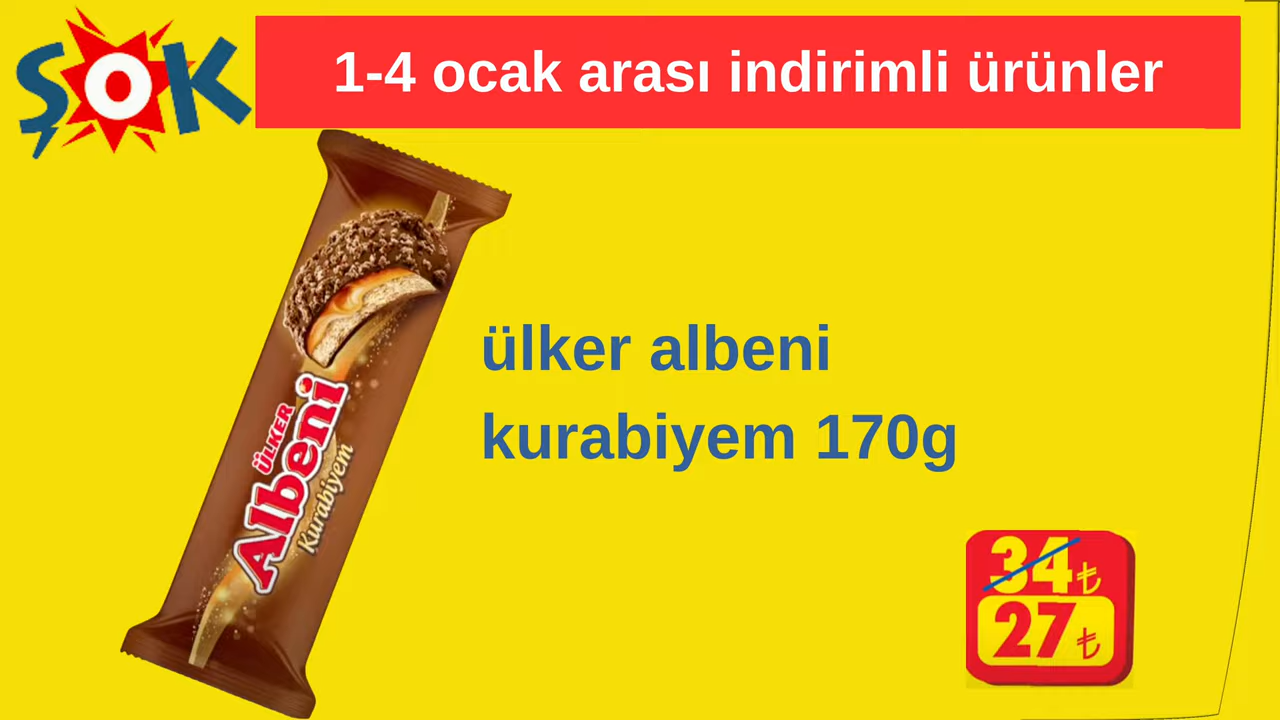 ŞOK
1-4 ocak arası indirimli ürünler
ÜLKER
Albeni
Kurabiyem
ülker albeni
kurabiyem 170g
34₺
27₺